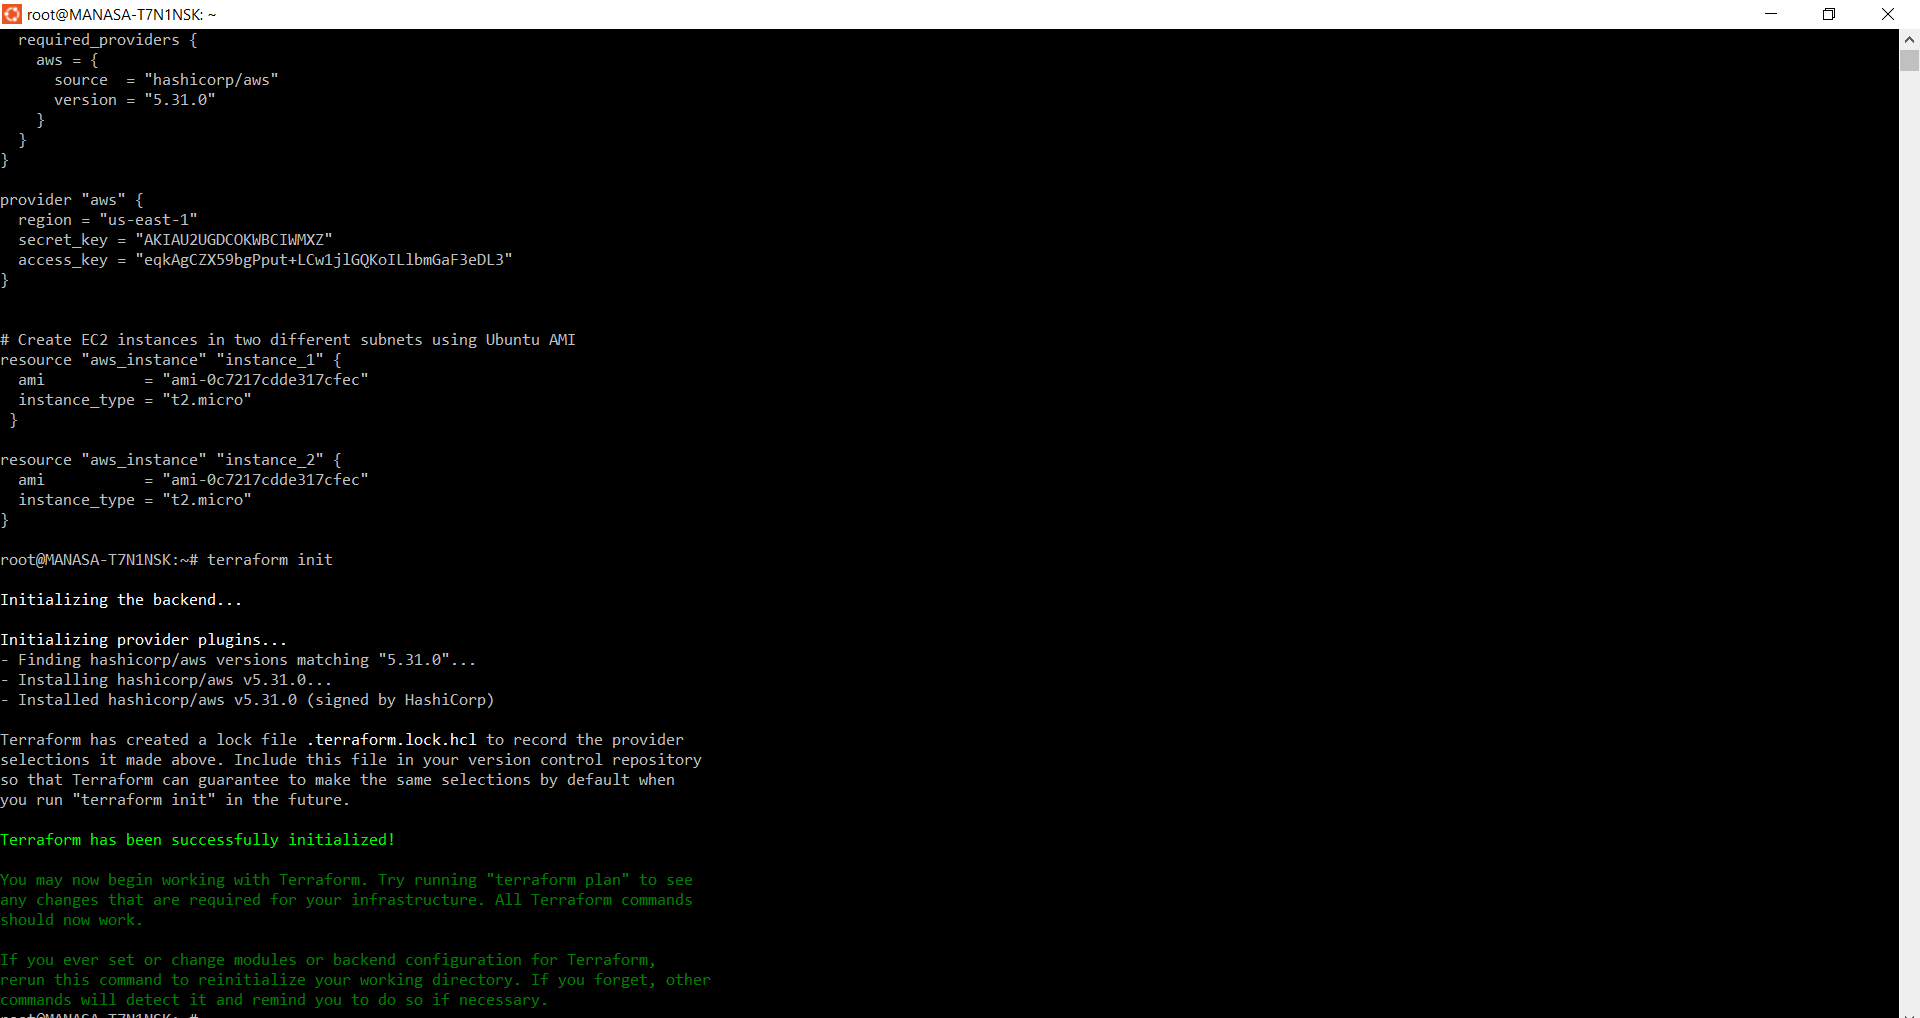 root@MANASA-T7N1NSK: ~
required_providers {
aws = {
source = "hashicorp/aws"
version = "5.31.0"
}
}
}
provider "aws" {
region = "us-east-1"
secret_key = "AKIAU2UGDCOKWBCIWMXZ"
access_key = "eqkAgCZX59bgPput+LCw1jlGQKoILlbmGaF3eDL3"
}
# Create EC2 instances in two different subnets using Ubuntu AMI
resource "aws_instance" "instance_1" {
ami = "ami-0c7217cdde317cfec"
instance_type = "t2.micro"
}
resource "aws_instance" "instance_2" {
ami = "ami-0c7217cdde317cfec"
instance_type = "t2.micro"
}
root@MANASA-T7N1NSK:~# terraform init
Initializing the backend...
Initializing provider plugins...
- Finding hashicorp/aws versions matching "5.31.0"...
- Installing hashicorp/aws v5.31.0...
- Installed hashicorp/aws v5.31.0 (signed by HashiCorp)
Terraform has created a lock file .terraform.lock.hcl to record the provider
selections it made above. Include this file in your version control repository
so that Terraform can guarantee to make the same selections by default when
you run "terraform init" in the future.
Terraform has been successfully initialized!
You may now begin working with Terraform. Try running "terraform plan" to see
any changes that are required for your infrastructure. All Terraform commands
should now work.
If you ever set or change modules or backend configuration for Terraform,
rerun this command to reinitialize your working directory. If you forget, other
commands will detect it and remind you to do so if necessary.
root@MANASA-T7N1NSK:~#